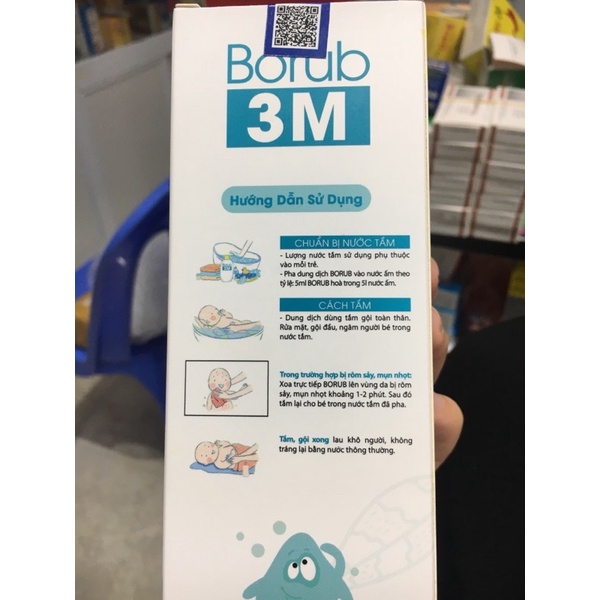 Borub
3M
Hướng Dẫn Sử Dụng
CHUẨN BỊ NƯỚC TẮM
- Lượng nước tắm sử dụng phụ thuộc
vào mỗi trẻ.
- Pha dung dịch BORUB vào nước ấm theo
tỷ lệ: 5ml BORUB hoà trong 5l nước ấm.
CÁCH TẮM
- Dung dịch dùng tắm gội toàn thân.
Rửa mặt, gội đầu, ngâm người bé trong
nước tắm.
Trong trường hợp bị rôm sảy, mụn nhọt:
Xoa trực tiếp BORUB lên vùng da bị rôm
sảy, mụn nhọt khoảng 1-2 phút. Sau đó
tắm lại cho bé trong nước tắm đã pha.
Tắm, gội xong lau khô người, không
tráng lại bằng nước thông thường.